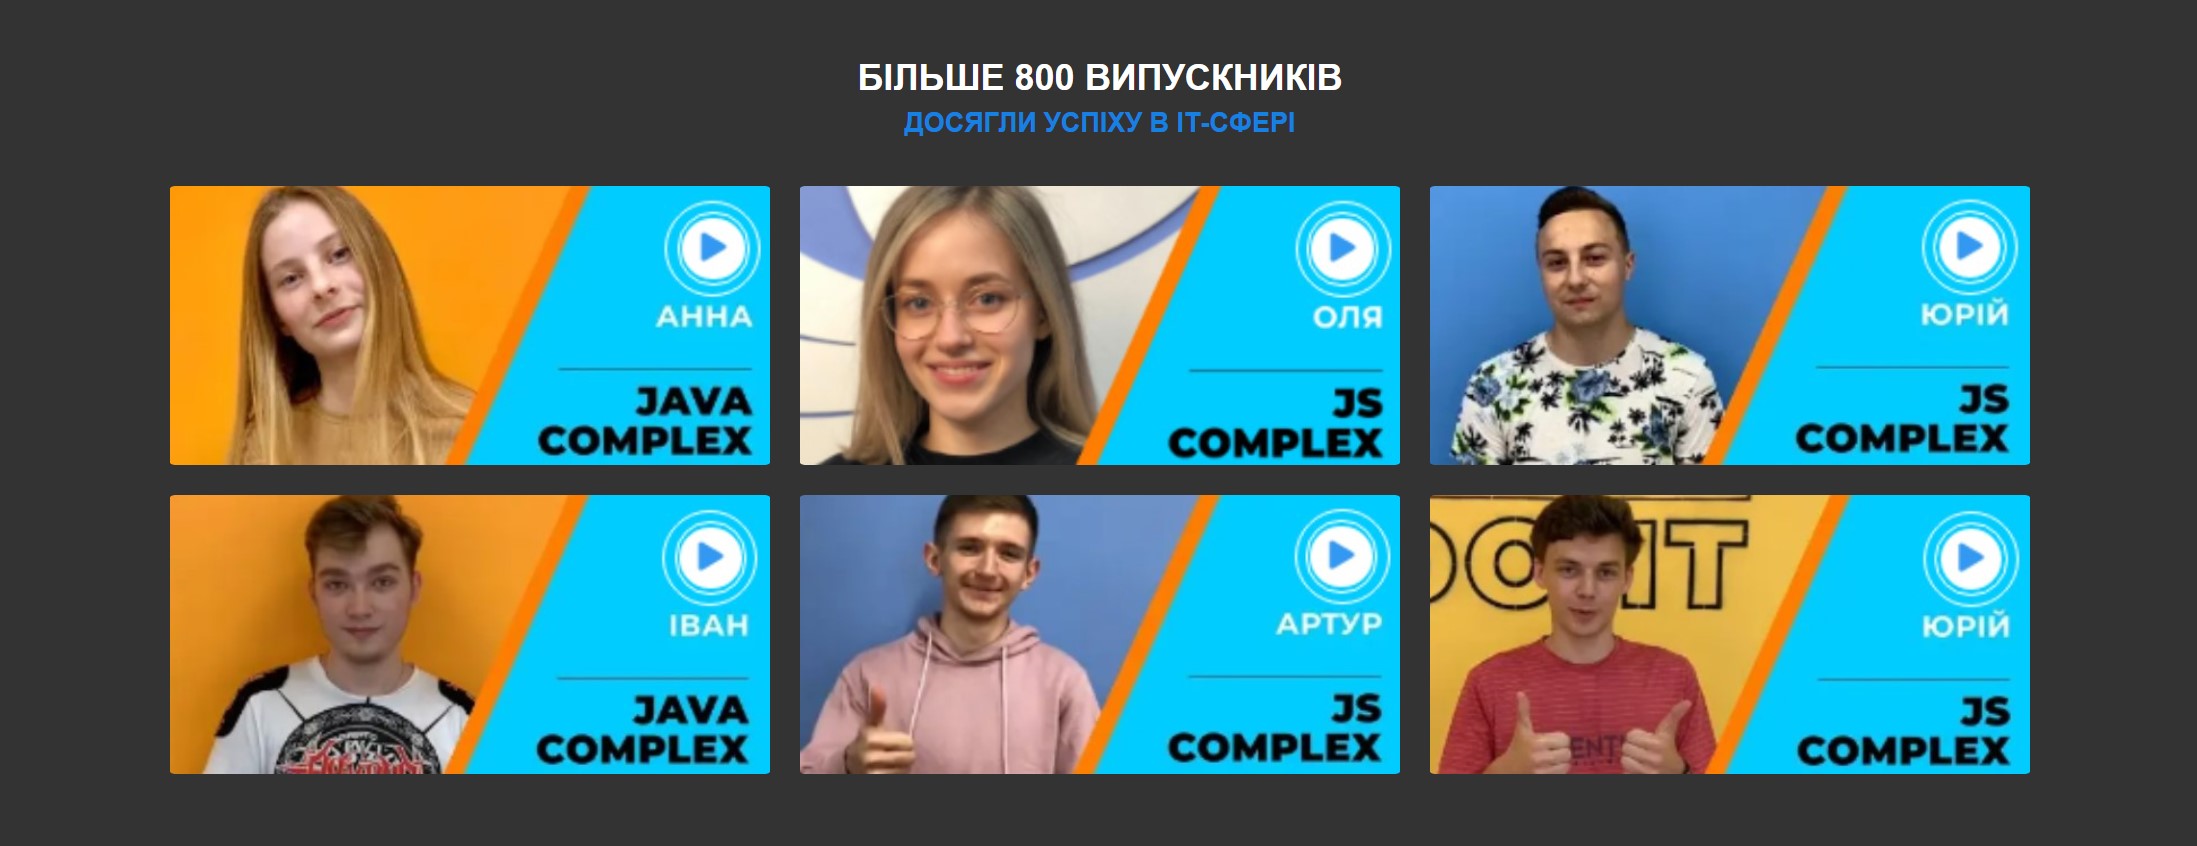 БІЛЬШЕ 800 ВИПУСКНИКІВ
ДОСЯГЛИ УСПІХУ В ІТ-СФЕРІ
АННА
JAVA
COMPLEX
ОЛЯ
JS
COMPLEX
ЮРІЙ
JS
COMPLEX
ІВАН
JAVA
COMPLEX
АРТУР
JS
COMPLEX
ЮРІЙ
JS
COMPLEX